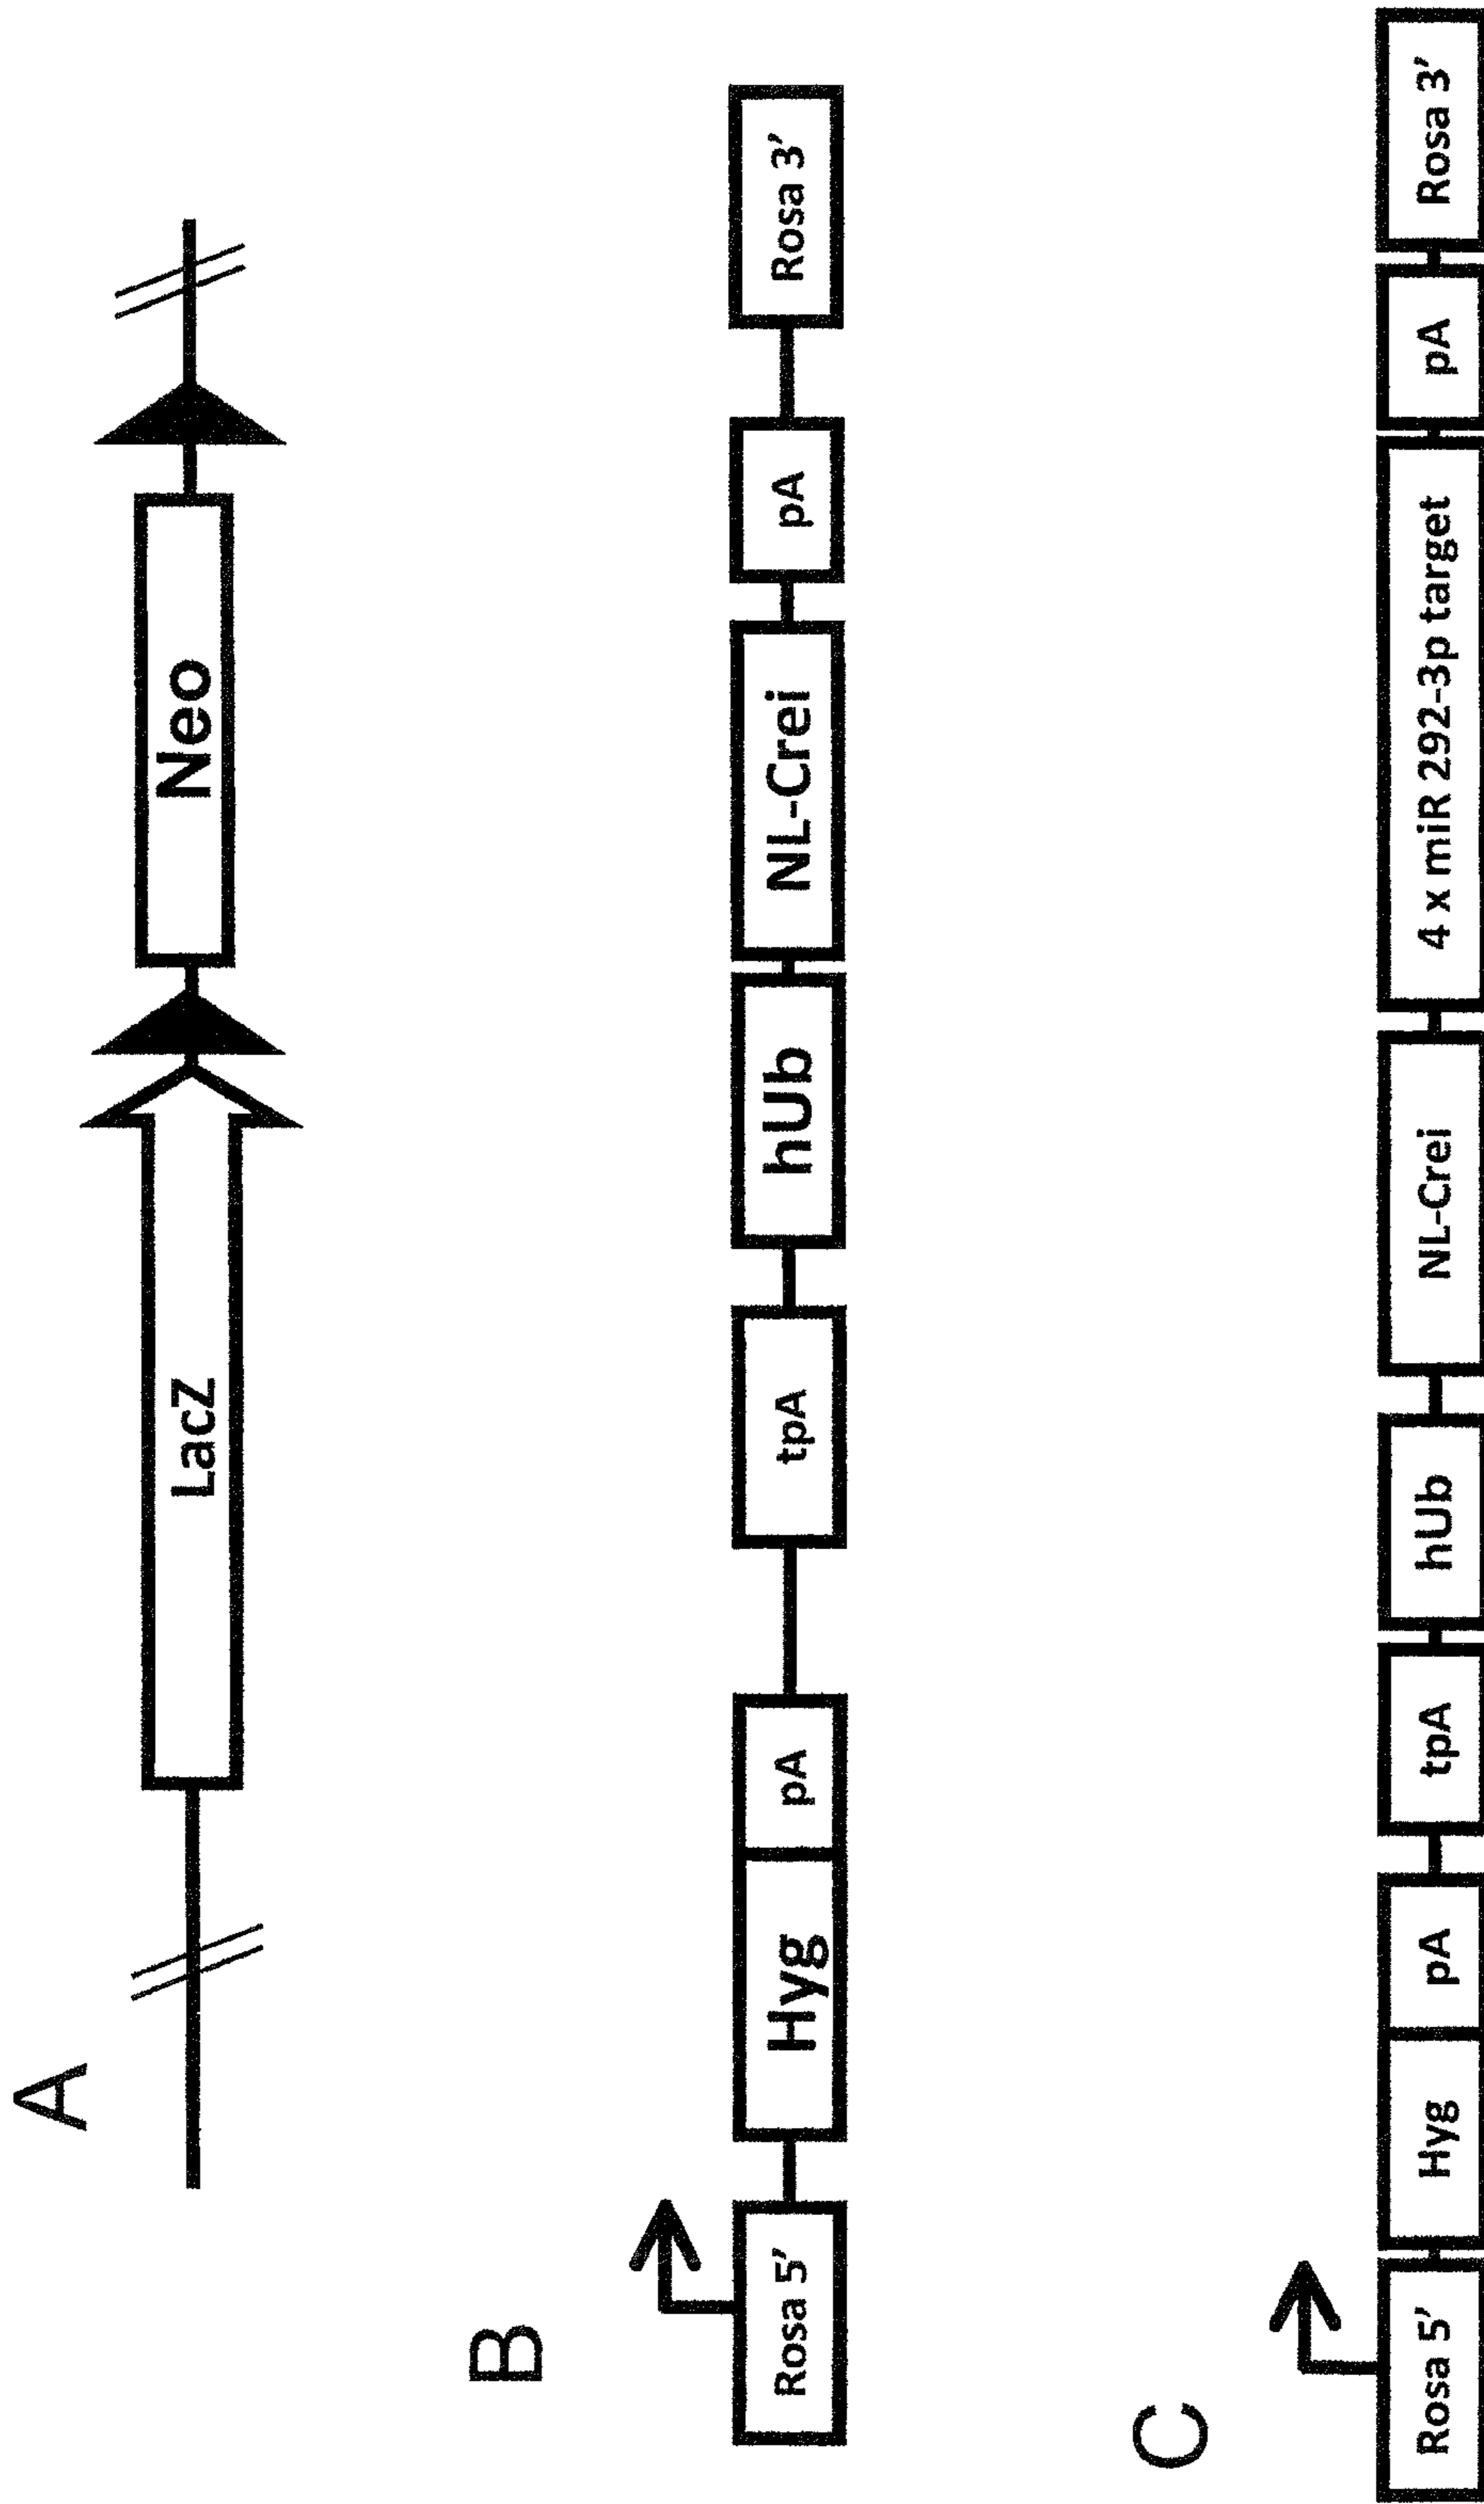 A
LacZ
Neo
B
Rosa 5’
Hyg
pA
tpA
hUb
NL-Crei
pA
Rosa 3’
C
Rosa 5’
Hyg
pA
tpA
hUb
NL-Crei
4 x miR 292-3p target
pA
Rosa 3’